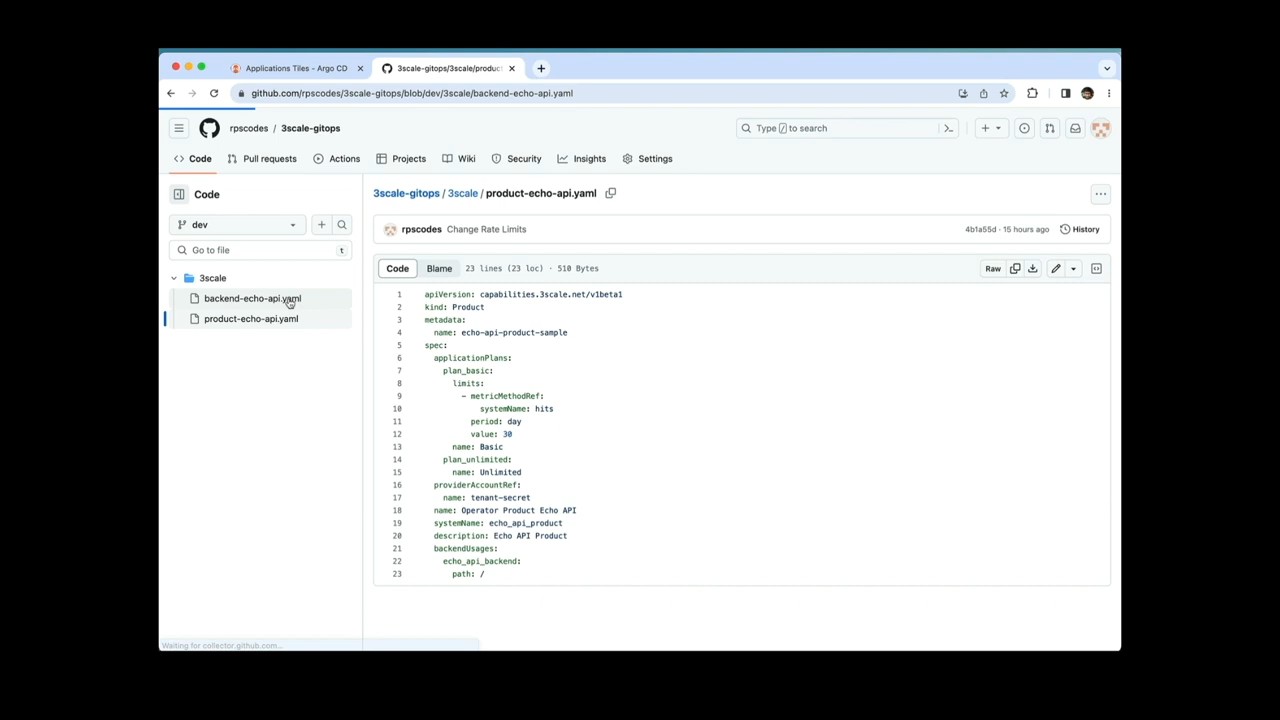 Applications Tiles - Argo CD
3scale-gitops/3scale/product
github.com/rpscodes/3scale-gitops/blob/dev/3scale/backend-echo-api.yaml
rpscodes / 3scale-gitops
Type / to search
Code
Pull requests
Actions
Projects
Wiki
Security
Insights
Settings
Code
dev
Go to file
t
3scale
backend-echo-api.yaml
product-echo-api.yaml
3scale-gitops / 3scale / product-echo-api.yaml
rpscodes Change Rate Limits
4b1a55d · 15 hours ago
History
Code
Blame
23 lines (23 loc) · 510 Bytes
Raw
1 apiVersion: capabilities.3scale.net/v1beta1
2 kind: Product
3 metadata:
4 name: echo-api-product-sample
5 spec:
6 applicationPlans:
7 plan_basic:
8 limits:
9 - metricMethodRef:
10 systemName: hits
11 period: day
12 value: 30
13 name: Basic
14 plan_unlimited:
15 name: Unlimited
16 providerAccountRef:
17 name: tenant-secret
18 name: Operator Product Echo API
19 systemName: echo_api_product
20 description: Echo API Product
21 backendUsages:
22 echo_api_backend:
23 path: /
Waiting for collector.github.com...